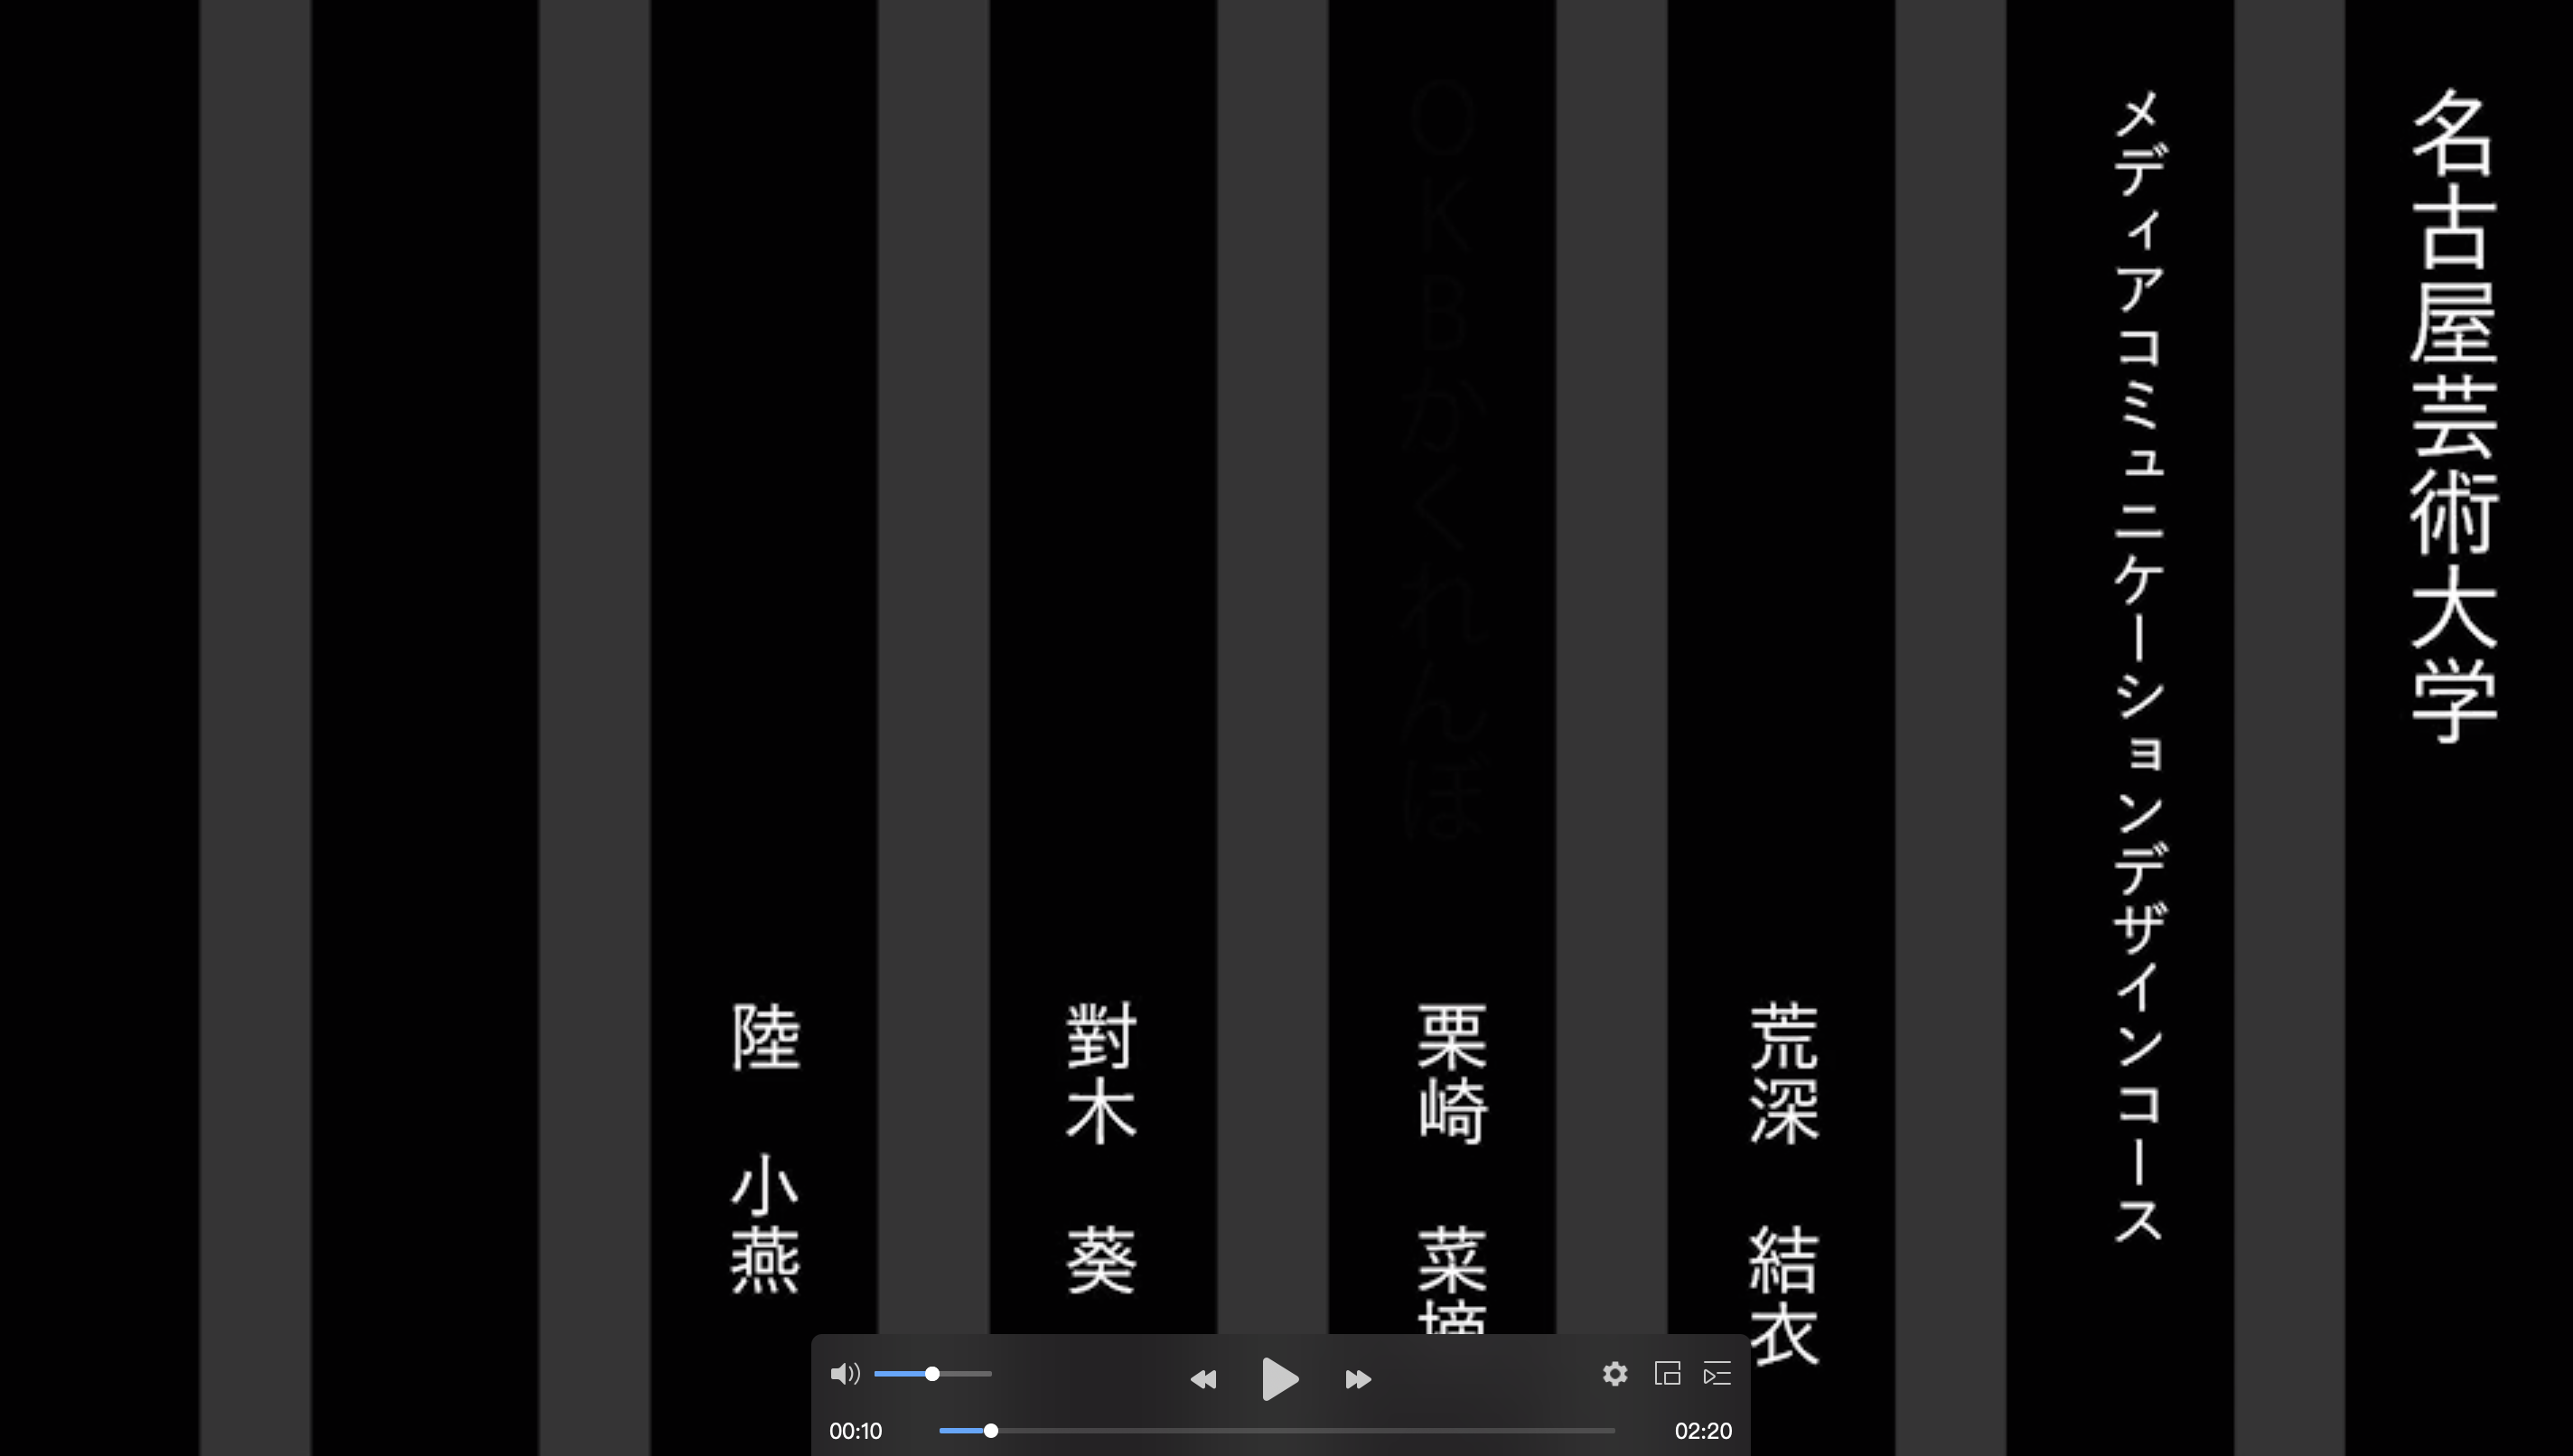 名古屋芸術大学
メディアコミュニケーションデザインコース
荒深　結衣
OKBかくれんぼ
栗崎　菜摘
對木　葵
陸　小燕
00:10
02:20